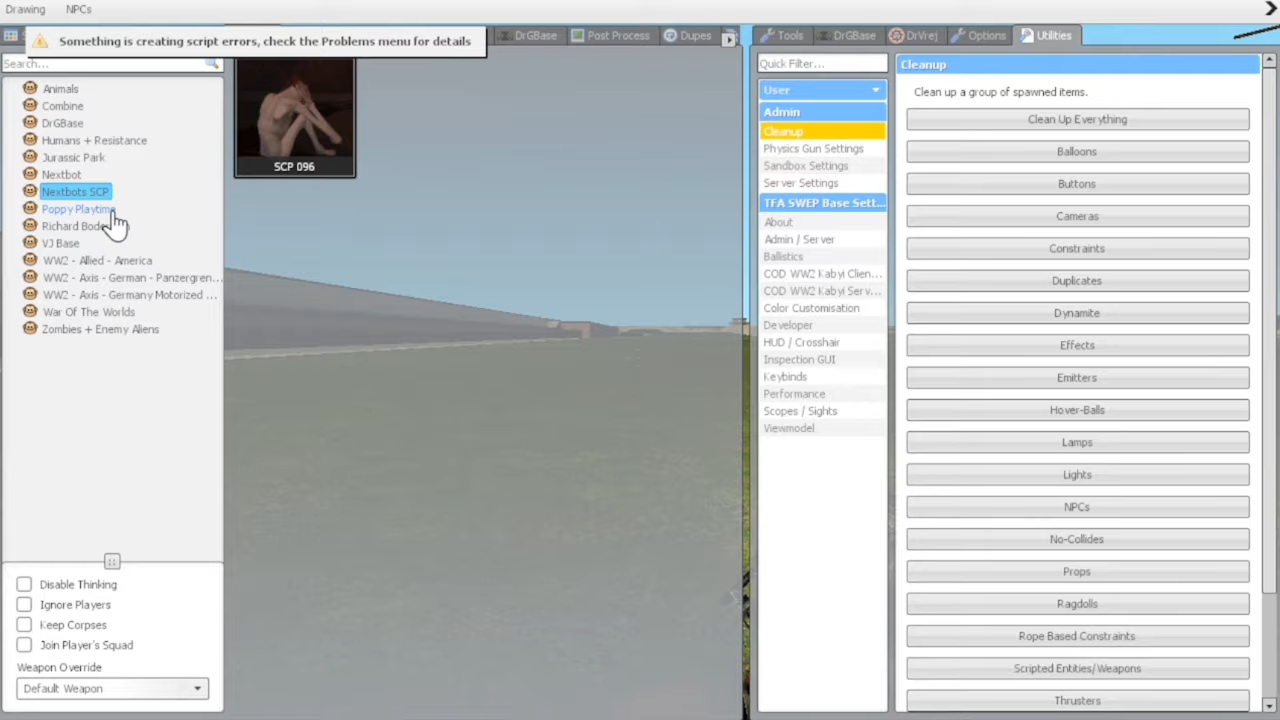 Drawing NPCs
Something is creating script errors, check the Problems menu for details
DrGBase Post Process Dupes
Search...
SCP 096
Animals
Combine
DrGBase
Humans + Resistance
Jurassic Park
Nextbot
Nextbots SCP
Poppy Playtime
Richard
VJ Base
WW2 - Allied - America
WW2 - Axis - German - Panzergren...
WW2 - Axis - Germany Motorized ...
War Of The Worlds
Zombies + Enemy Aliens
Disable Thinking
Ignore Players
Keep Corpses
Join Player's Squad
Weapon Override
Default Weapon
Tools DrGBase DrVrej Options Utilities
Quick Filter...
User
Admin
Cleanup
Physics Gun Settings
Sandbox Settings
Server Settings
TFA SWEP Base Sett...
About
Admin / Server
Ballistics
COD WW2 Kabyi Clien...
COD WW2 Kabyi Serv...
Color Customisation
Developer
HUD / Crosshair
Inspection GUI
Keybinds
Performance
Scopes / Sights
Viewmodel
Cleanup
Clean up a group of spawned items.
Clean Up Everything
Balloons
Buttons
Cameras
Constraints
Duplicates
Dynamite
Effects
Emitters
Hover-Balls
Lamps
Lights
NPCs
No-Collides
Props
Ragdolls
Rope Based Constraints
Scripted Entities/Weapons
Thrusters